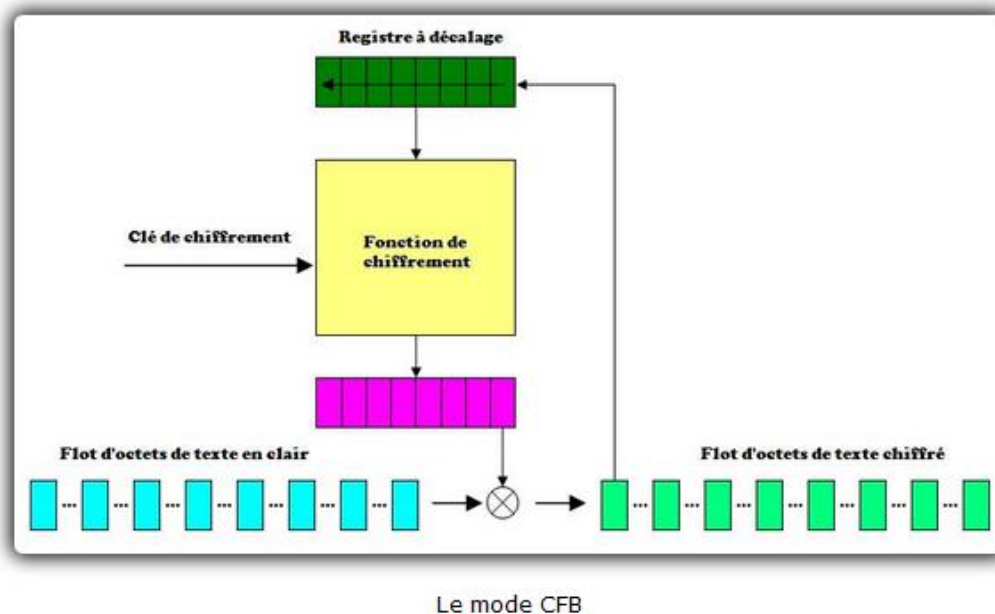 Registre à décalage
Clé de chiffrement
Fonction de
chiffrement
Flot d'octets de texte en clair
Flot d'octets de texte chiffré
... ... ... ... ... ... ...
... ... ... ... ... ... ...
Le mode CFB